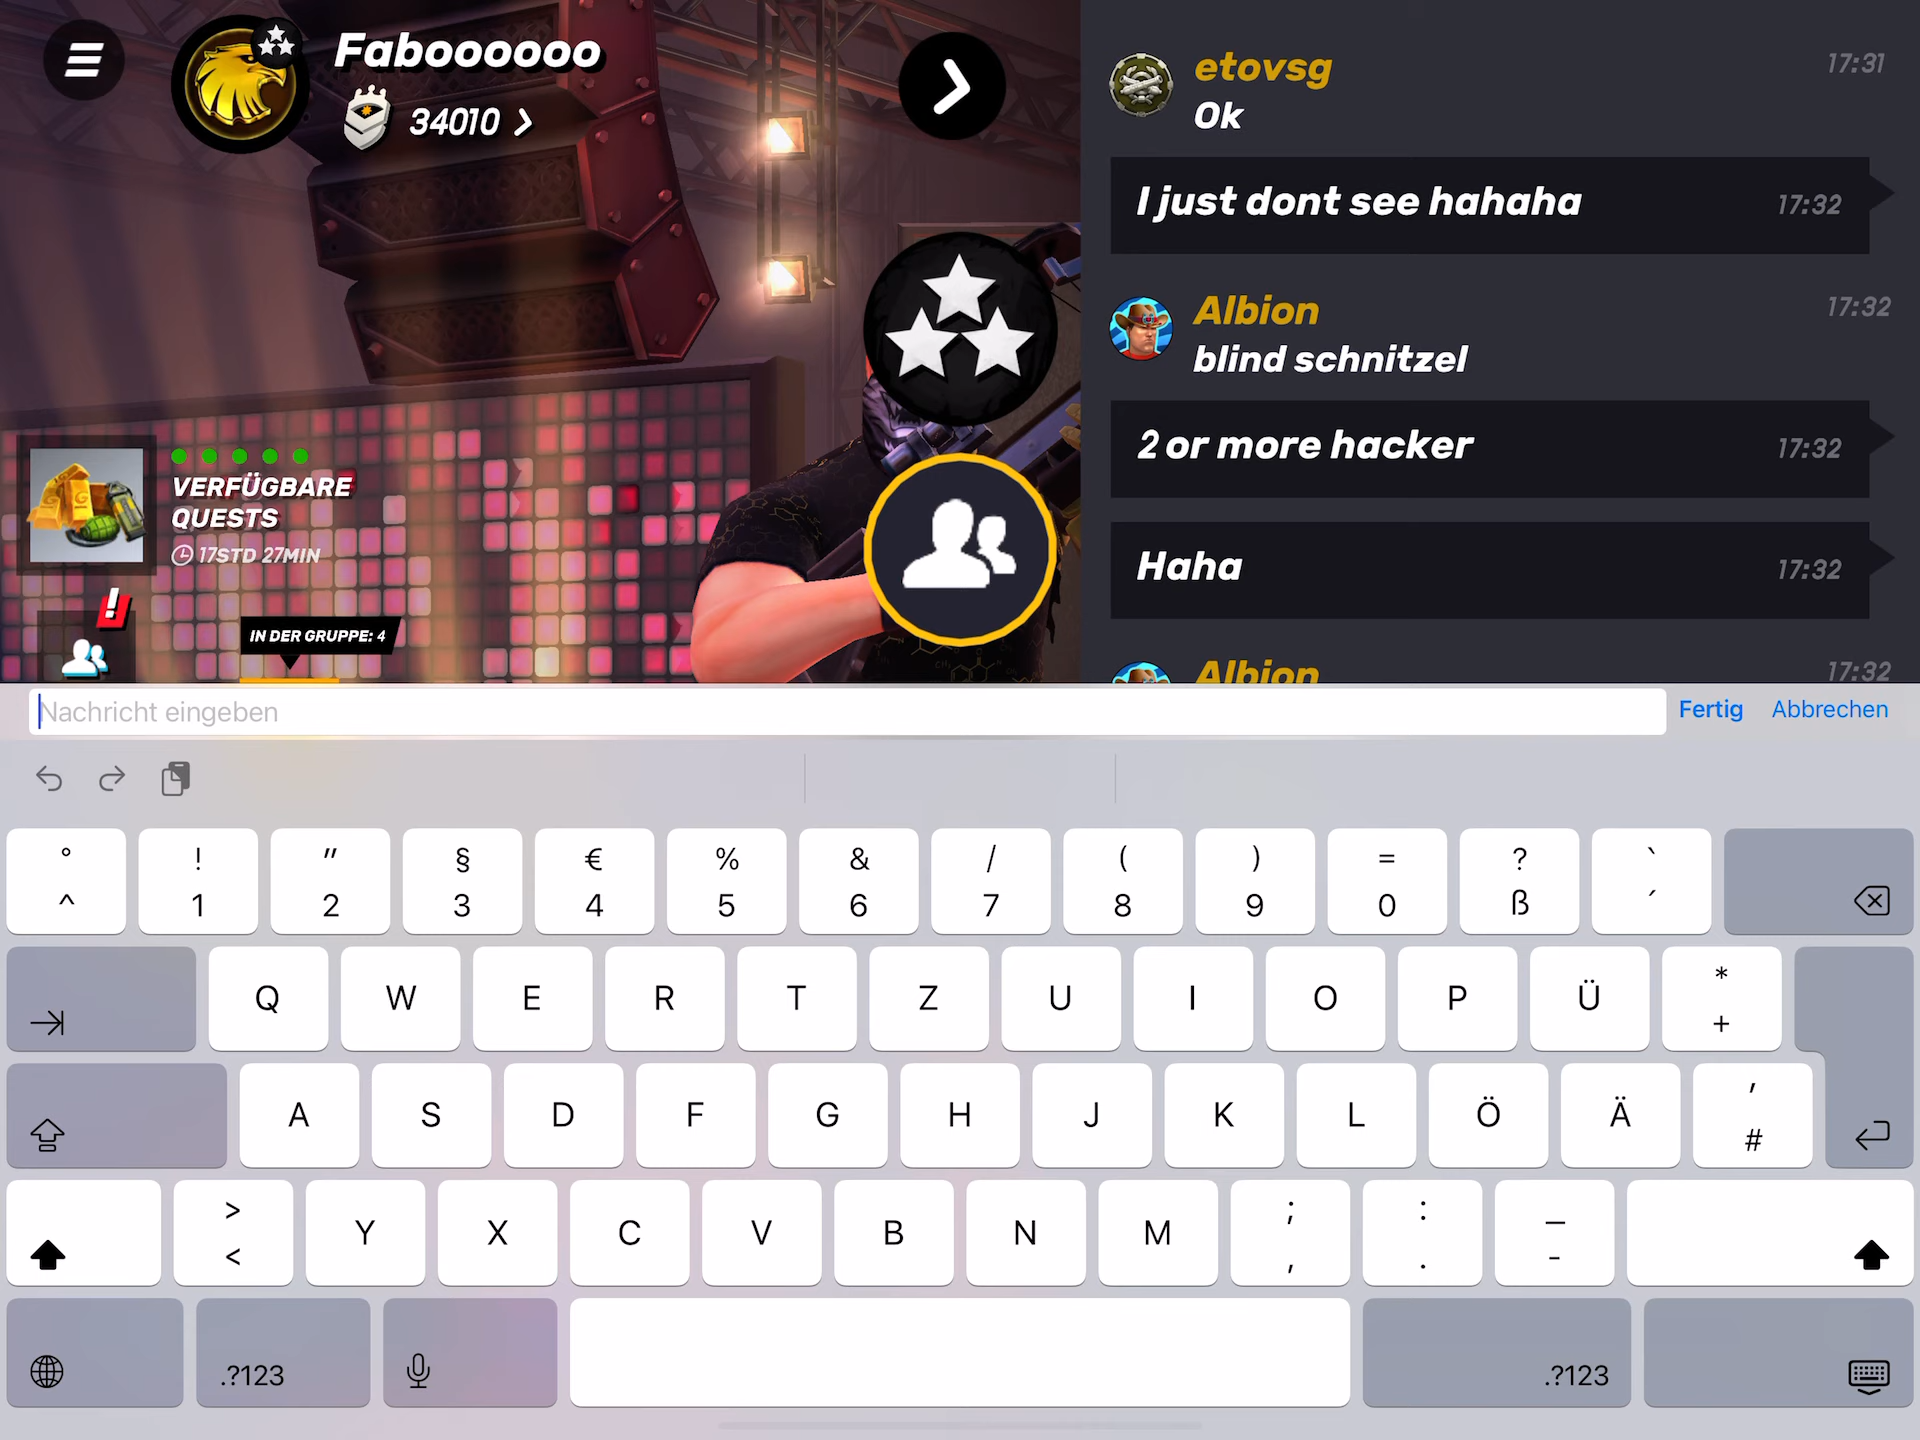 Faboooooo
34010
VERFÜGBARE
QUESTS
17STD 27MIN
!
IN DER GRUPPE: 4
etovsg
17:31
Ok
I just dont see hahaha
17:32
Albion
17:32
blind schnitzel
2 or more hacker
17:32
Haha
17:32
Albion
17:32
Nachricht eingeben
Fertig
Abbrechen
° ! " § € % & / ( ) = ? `
^ 1 2 3 4 5 6 7 8 9 0 ß ´
Q W E R T Z U I O P Ü * +
A S D F G H J K L Ö Ä ' #
> < Y X C V B N M ; , : . _ -
.?123
.?123